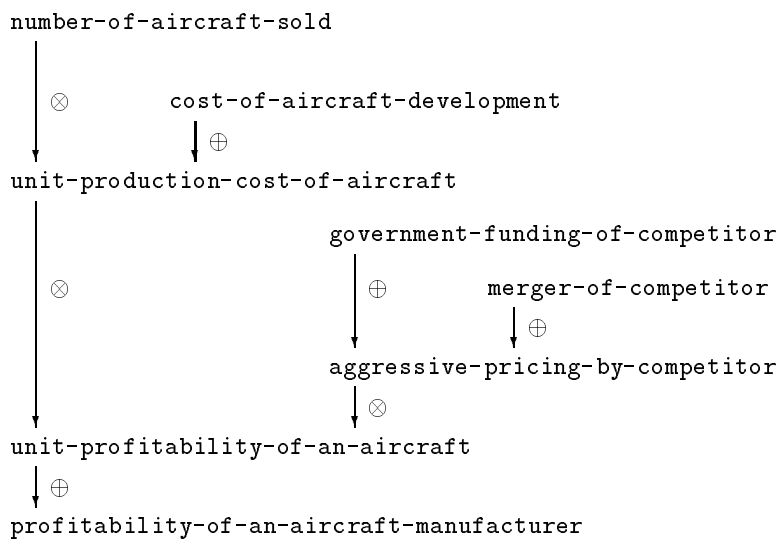 number-of-aircraft-sold
⊗
cost-of-aircraft-development
⊕
unit-production-cost-of-aircraft
government-funding-of-competitor
⊗
⊕
merger-of-competitor
⊕
aggressive-pricing-by-competitor
⊗
unit-profitability-of-an-aircraft
⊕
profitability-of-an-aircraft-manufacturer